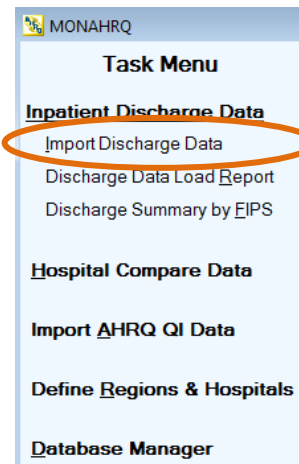 MONAHRQ
Task Menu
Inpatient Discharge Data
Import Discharge Data
Discharge Data Load Report
Discharge Summary by FIPS
Hospital Compare Data
Import AHRQ QI Data
Define Regions & Hospitals
Database Manager